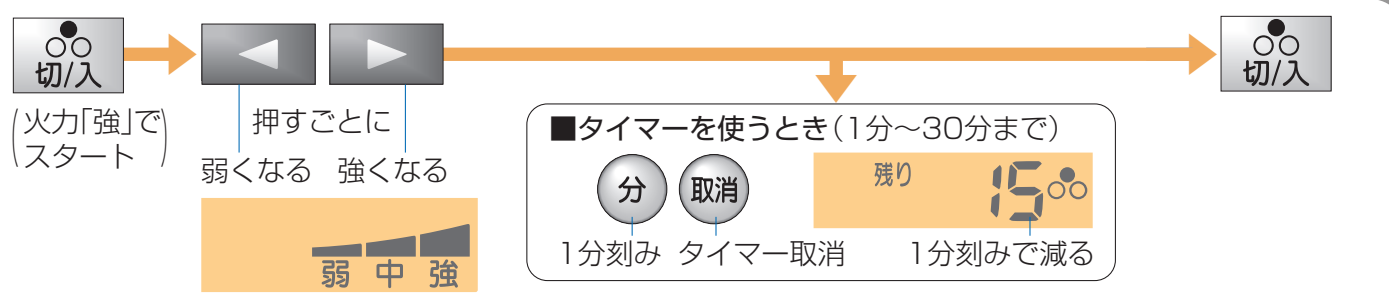 切/入
(火力「強」で
スタート)
押すごとに
弱くなる 強くなる
弱 中 強
■タイマーを使うとき(1分～30分まで)
分 取消
残り 15
1分刻み タイマー取消 1分刻みで減る
切/入